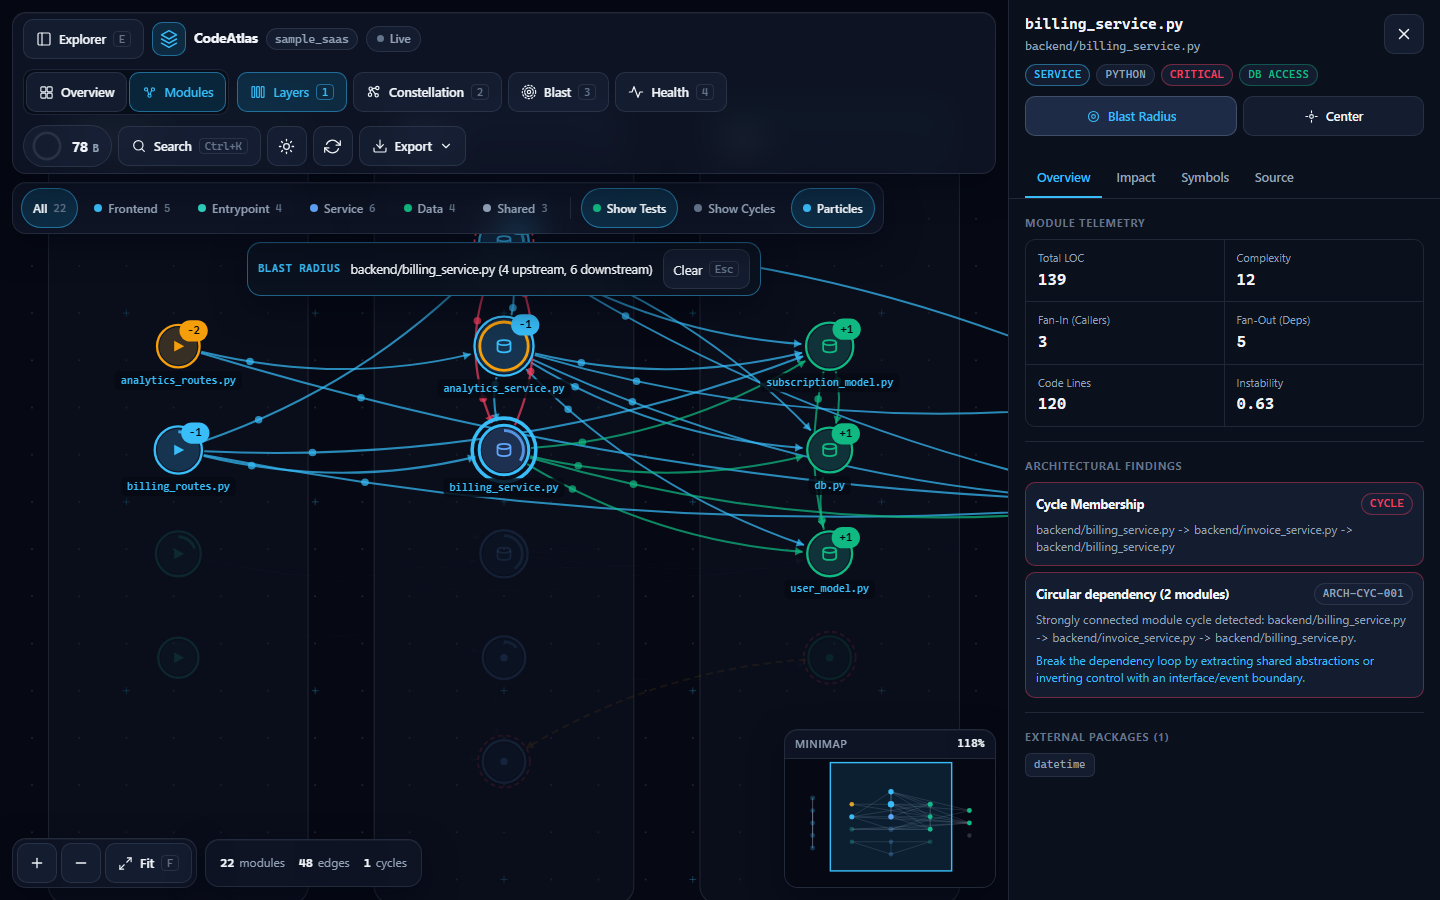 Explorer E CodeAtlas sample_saas Live
Overview Modules Layers 1 Constellation 2 Blast 3 Health 4
78 B Search Ctrl+K Export
All 22 Frontend 5 Entrypoint 4 Service 6 Data 4 Shared 3 Show Tests Show Cycles Particles
BLAST RADIUS backend/billing_service.py (4 upstream, 6 downstream) Clear Esc
-2
analytics_routes.py
-1
analytics_service.py
+1
subscription_model.py
-1
billing_routes.py
billing_service.py
+1
db.py
+1
user_model.py
MINIMAP 118%
+ − Fit F 22 modules 48 edges 1 cycles
billing_service.py
backend/billing_service.py
SERVICE PYTHON CRITICAL DB ACCESS
Blast Radius Center
Overview Impact Symbols Source
MODULE TELEMETRY
Total LOC Complexity
139 12
Fan-In (Callers) Fan-Out (Deps)
3 5
Code Lines Instability
120 0.63
ARCHITECTURAL FINDINGS
Cycle Membership CYCLE
backend/billing_service.py -> backend/invoice_service.py ->
backend/billing_service.py
Circular dependency (2 modules) ARCH-CYC-001
Strongly connected module cycle detected: backend/billing_service.py
-> backend/invoice_service.py -> backend/billing_service.py.
Break the dependency loop by extracting shared abstractions or
inverting control with an interface/event boundary.
EXTERNAL PACKAGES (1)
datetime